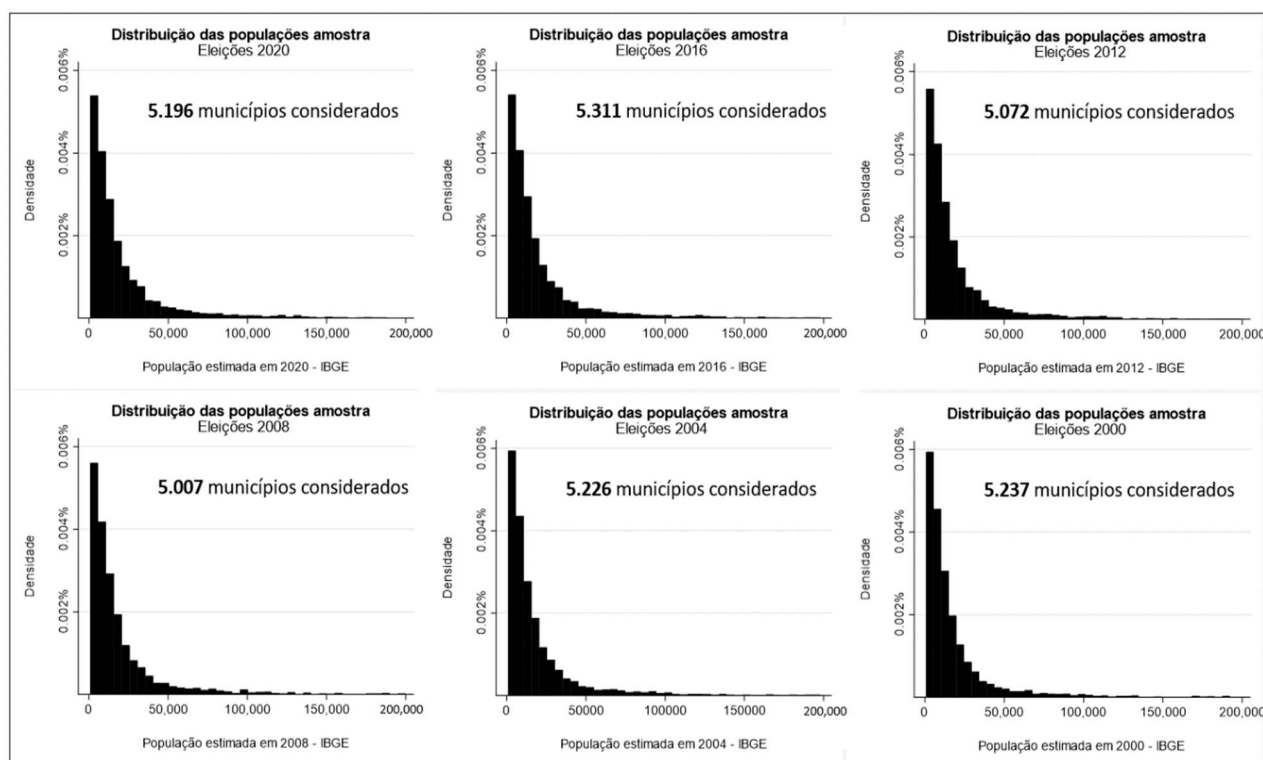 Distribuição das populações amostra
Eleições 2020
5.196 municípios considerados
Densidade
0.006%
0.004%
0.002%
0
50,000
100,000
150,000
200,000
População estimada em 2020 - IBGE
Distribuição das populações amostra
Eleições 2016
5.311 municípios considerados
Densidade
0.006%
0.004%
0.002%
0
50,000
100,000
150,000
200,000
População estimada em 2016 - IBGE
Distribuição das populações amostra
Eleições 2012
5.072 municípios considerados
Densidade
0.006%
0.004%
0.002%
0
50,000
100,000
150,000
200,000
População estimada em 2012 - IBGE
Distribuição das populações amostra
Eleições 2008
5.007 municípios considerados
Densidade
0.006%
0.004%
0.002%
0
50,000
100,000
150,000
200,000
População estimada em 2008 - IBGE
Distribuição das populações amostra
Eleições 2004
5.226 municípios considerados
Densidade
0.006%
0.004%
0.002%
0
50,000
100000
150,000
200,000
População estimada em 2004 - IBGE
Distribuição das populações amostra
Eleições 2000
5.237 municípios considerados
Densidade
0.006%
0.004%
0.002%
0
50,000
100,000
150,000
200,000
População estimada em 2000 - IBGE